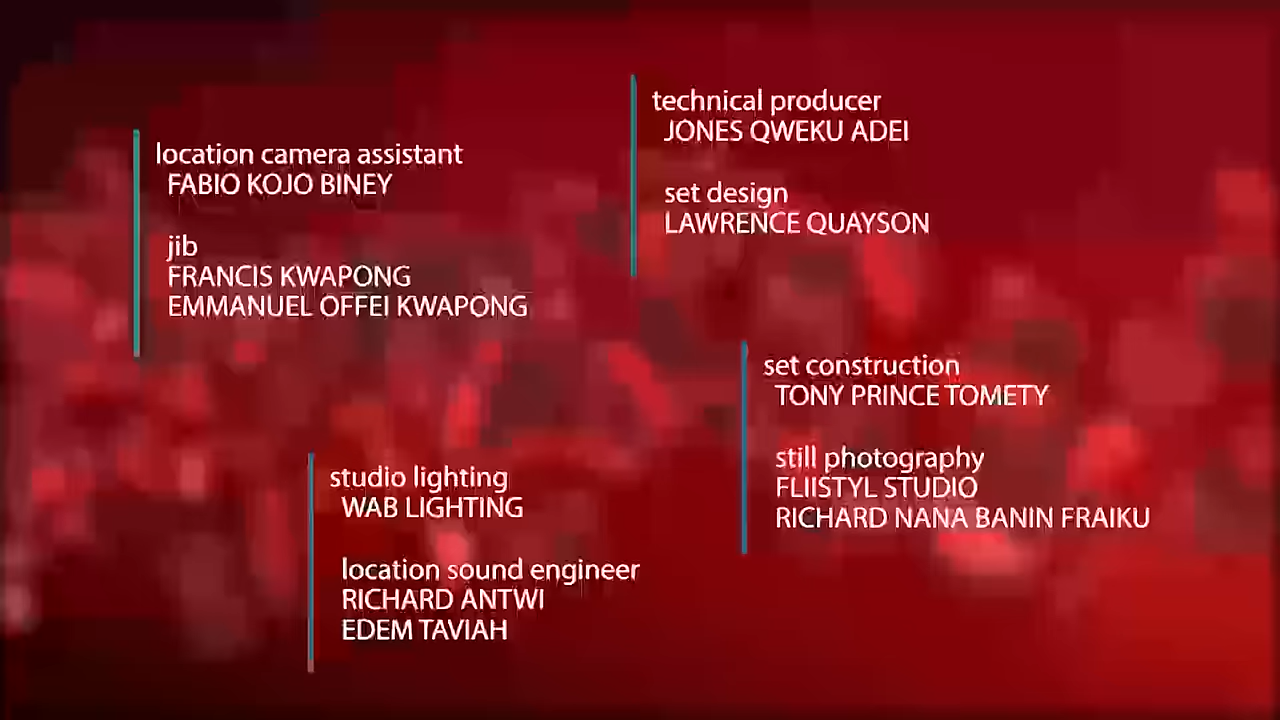 location camera assistant
FABIO KOJO BINEY
jib
FRANCIS KWAPONG
EMMANUEL OFFEI KWAPONG
technical producer
JONES QWEKU ADEI
set design
LAWRENCE QUAYSON
studio lighting
WAB LIGHTING
location sound engineer
RICHARD ANTWI
EDEM TAVIAH
set construction
TONY PRINCE TOMETY
still photography
FLIISTYL STUDIO
RICHARD NANA BANIN FRAIKU